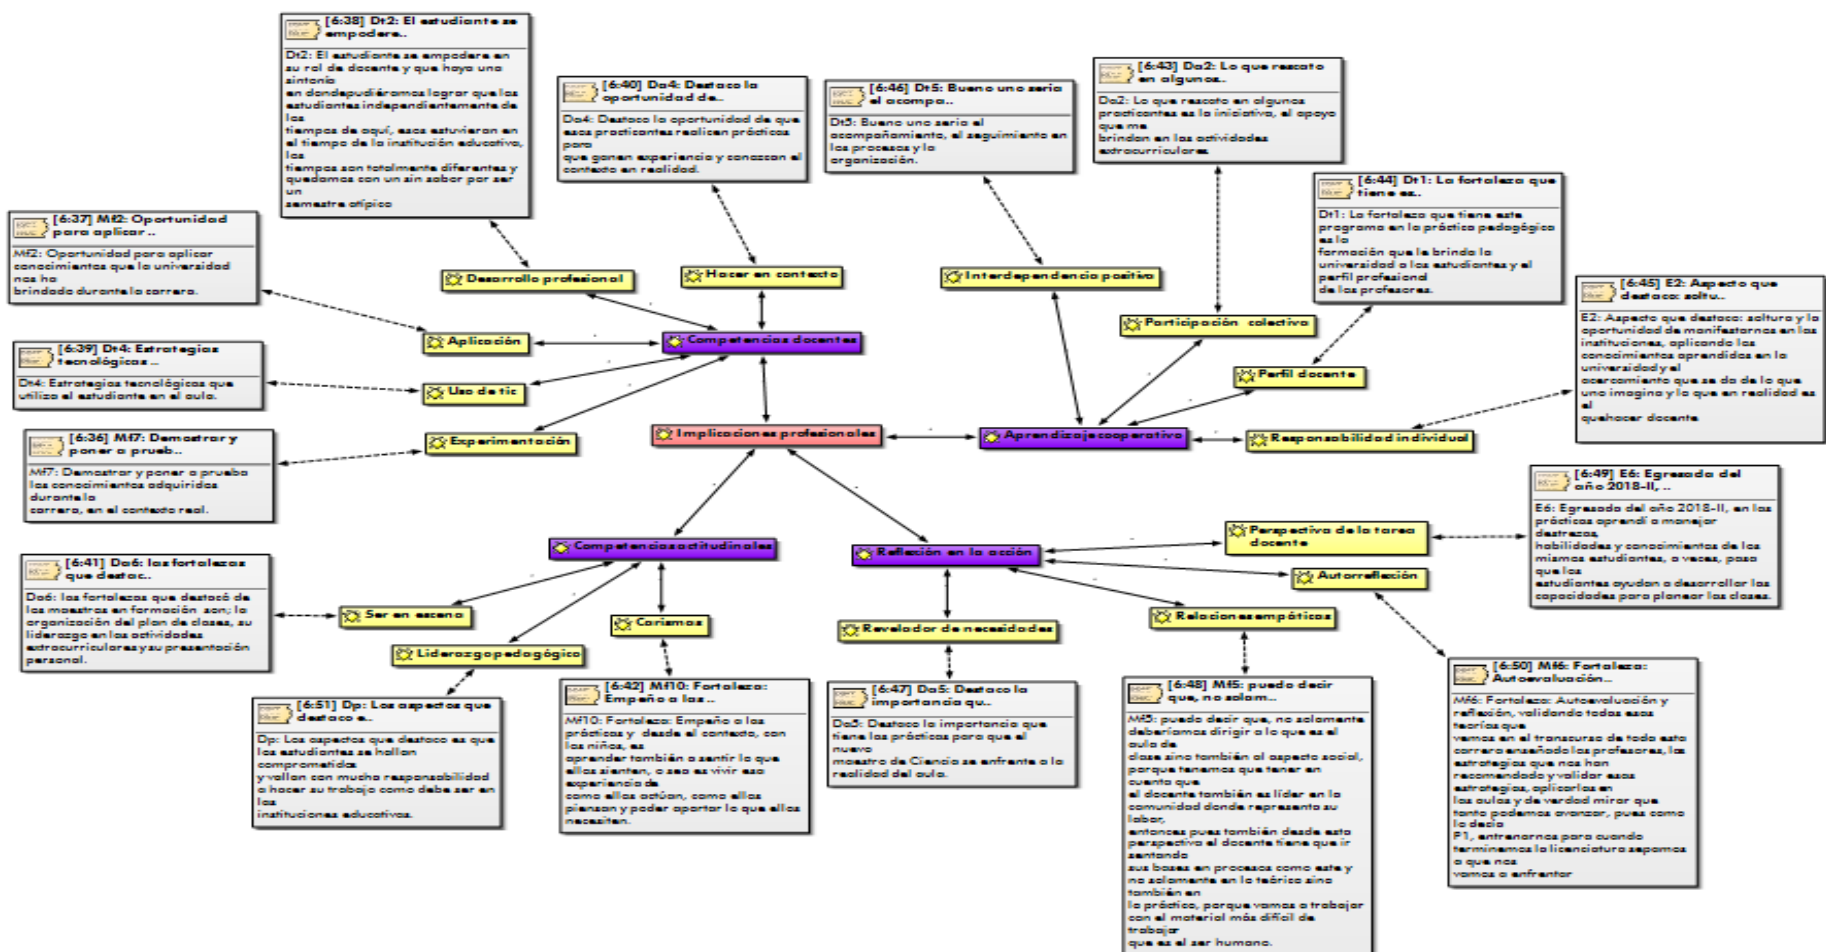 [6:38] Dt2: El estudiante se
empodere..
Dt2: El estudiante se empodere en
su rol de docente y que haya una
sintonía
en dondepudiéramos lograr que los
estudiantes independientemente de
los
tiempos de aquí, esos estuvieran en
el tiempo de la institución educativa,
los
tiempos son totalmente diferentes y
quedamos con un sin sabor por ser
un
semestre atípico
[6:40] Da4: Destaco la
oportunidad de..
Da4: Destaco la oportunidad de que
esos practicantes realicen prácticas
para
que ganen experiencia y conozcan el
contexto en realidad.
[6:46] Dt5: Bueno uno seria
el acompa..
Dt5: Bueno uno seria el
acompañamiento, el seguimiento en
los procesos y la
organización.
[6:43] Da2: Lo que rescato
en algunos..
Da2: Lo que rescato en algunos
practicantes es la iniciativa, el apoyo
que me
brindan en las actividades
extracurriculares
[6:44] Dt1: La fortaleza que
tiene es..
Dt1: La fortaleza que tiene este
programa en la práctica pedagógica
es la
formación que le brinda la
universidad a los estudiantes y el
perfil profesional
de los profesores.
[6:37] Mf2: Oportunidad
para aplicar ..
Mf2: Oportunidad para aplicar
conocimientos que la universidad
nos ha
brindado durante la carrera.
[6:45] E2: Aspecto que
destaco: soltu..
E2: Aspecto que destaco: soltura y la
oportunidad de manifestarnos en las
instituciones, aplicando los
conocimientos aprendidos en la
universidad y el
acercamiento que se da de lo que
uno imagina y lo que en realidad es
el
quehacer docente
Desarrollo profesional
Hacer en contexto
Interdependencia positiva
Participación colectiva
Aplicación
Competencias docentes
Perfil docente
[6:39] Dt4: Estrategias
tecnológicas ..
Dt4: Estrategias tecnológicas que
utiliza el estudiante en el aula.
Uso de tic
Experimentación
Implicaciones profesionales
Aprendizaje cooperativo
Responsabilidad individual
[6:36] Mf7: Demostrar y
poner a prueb..
Mf7: Demostrar y poner a prueba
los conocimientos adquiridos
durante la
carrera, en el contexto real.
[6:49] E6: Egresada del
año 2018-II, ..
E6: Egresada del año 2018-II, en las
prácticas aprendí a manejar
destrezas,
habilidades y conocimientos de los
mismos estudiantes, a veces, pasa
que los
estudiantes ayudan a desarrollar las
capacidades para planear las clases.
Perspectiva de la tarea
docente
Competencias actitudinales
Reflexión en la acción
Autorreflexión
[6:41] Da6: las fortalezas
que destac..
Da6: las fortalezas que destacó de
los maestros en formación son; la
organización del plan de clases, su
liderazgo en las actividades
extracurriculares y su presentación
personal.
Ser en escena
Carismas
Revelador de necesidades
Relaciones empáticas
Liderazgo pedagógico
[6:51] Dp: Los aspectos que
destaco e..
Dp: Los aspectos que destaco es que
los estudiantes se hallan
comprometidos
y vallan con mucha responsabilidad
a hacer su trabajo como debe ser en
las
instituciones educativas.
[6:42] Mf10: Fortaleza:
Empeño a las ..
Mf10: Fortaleza: Empeño a las
prácticas y desde el contexto, con
los niños, es
aprender también a sentir lo que
ellos sienten, o sea es vivir esa
experiencia de
como ellos actúan, como ellos
piensan y poder aportar lo que ellos
necesiten.
[6:47] Da5: Destaco la
importancia qu..
Da5: Destaco la importancia que
tiene las prácticas para que el
nuevo
maestro de Ciencia se enfrente a la
realidad del aula.
[6:48] Mf5: puedo decir
que, no solam..
Mf5: puedo decir que, no solamente
deberíamos dirigir a lo que es el
aula de
clase sino también al aspecto social,
porque tenemos que tener en
cuenta que
el docente también es líder en la
comunidad donde representa su
labor,
entonces pues también desde esta
perspectiva el docente tiene que ir
sentando
sus bases en procesos como este y
no solamente en la teórica sino
también en
la práctica, porque vamos a trabajar
con el material más difícil de
trabajar
que es el ser humano.
[6:50] Mf6: Fortaleza:
Autoevaluación..
Mf6: Fortaleza: Autoevaluación y
reflexión, validando todas esas
teorías que
vemos en el transcurso de toda esta
carrera enseñada los profesores, las
estrategias que nos han
recomendado y validar esas
estrategias, aplicarlas en
las aulas y de verdad mirar que
tanto podemos avanzar, pues como
lo decía
P1, entrenarnos para cuando
terminemos la licenciatura sepamos
a que nos
vamos a enfrentar